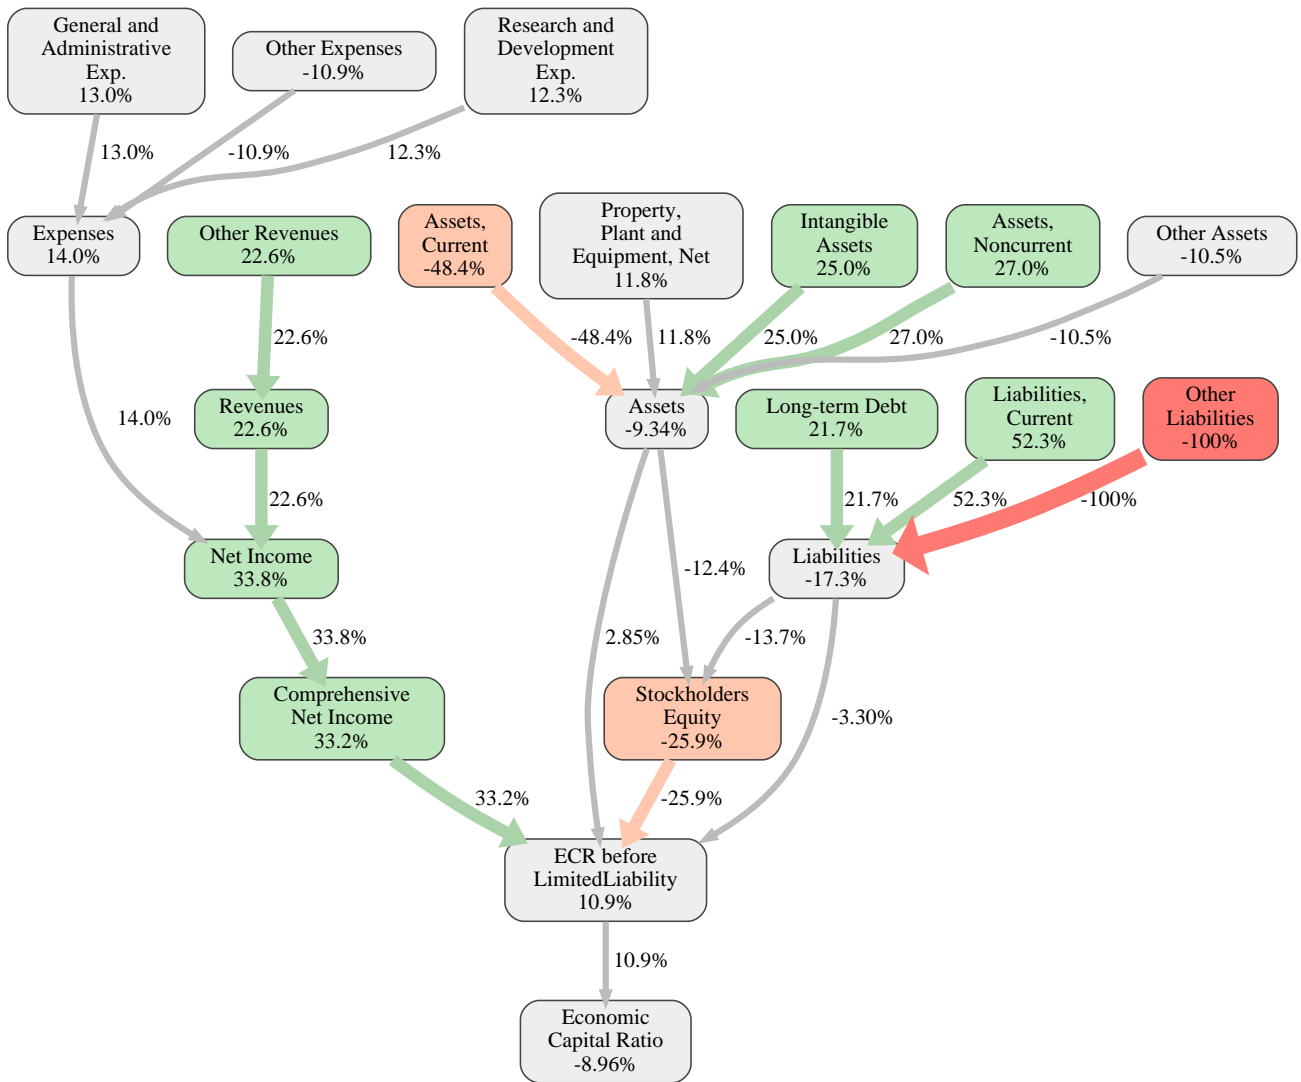 General and
Administrative
Exp.
13.0%
Other Expenses
-10.9%
Research and
Development
Exp.
12.3%
13.0%
-10.9%
12.3%
Expenses
14.0%
Other Revenues
22.6%
Assets,
Current
-48.4%
Property,
Plant and
Equipment, Net
11.8%
Intangible
Assets
25.0%
Assets,
Noncurrent
27.0%
Other Assets
-10.5%
22.6%
-48.4%
11.8%
25.0%
27.0%
-10.5%
14.0%
Revenues
22.6%
Assets
-9.34%
Long-term Debt
21.7%
Liabilities,
Current
52.3%
Other
Liabilities
-100%
22.6%
21.7%
52.3%
-100%
Net Income
33.8%
-12.4%
Liabilities
-17.3%
33.8%
2.85%
-13.7%
Comprehensive
Net Income
33.2%
Stockholders
Equity
-25.9%
-3.30%
33.2%
-25.9%
ECR before
LimitedLiability
10.9%
10.9%
Economic
Capital Ratio
-8.96%